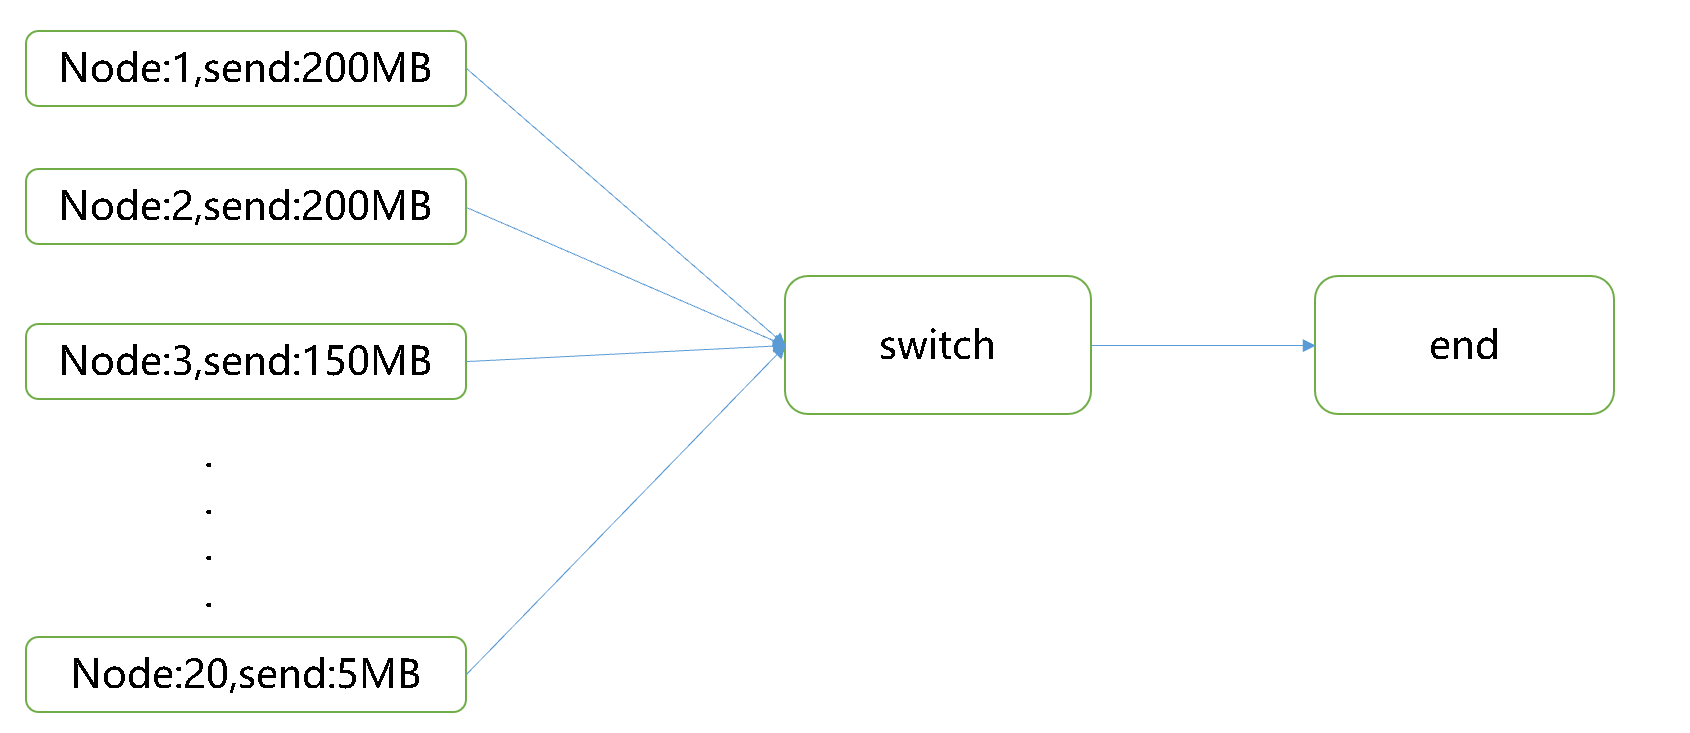 Node:1,send:200MB
Node:2,send:200MB
Node:3,send:150MB
.
.
.
.
Node:20,send:5MB
switch
end